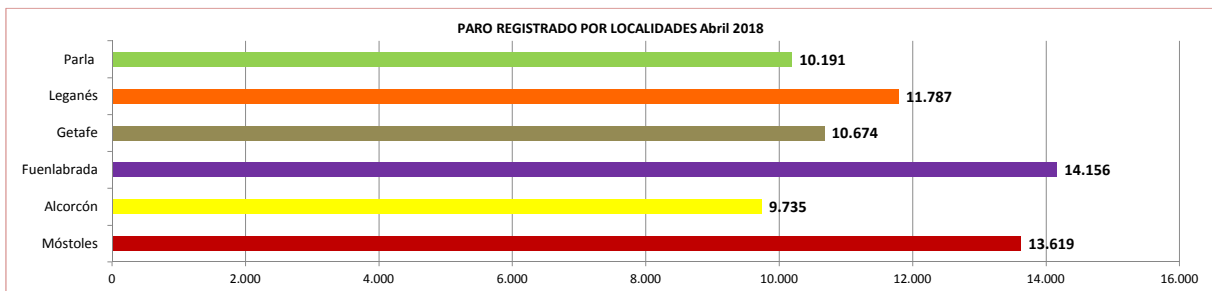 PARO REGISTRADO POR LOCALIDADES Abril 2018
Parla 10.191
Leganés 11.787
Getafe 10.674
Fuenlabrada 14.156
Alcorcón 9.735
Móstoles 13.619
0 2.000 4.000 6.000 8.000 10.000 12.000 14.000 16.000